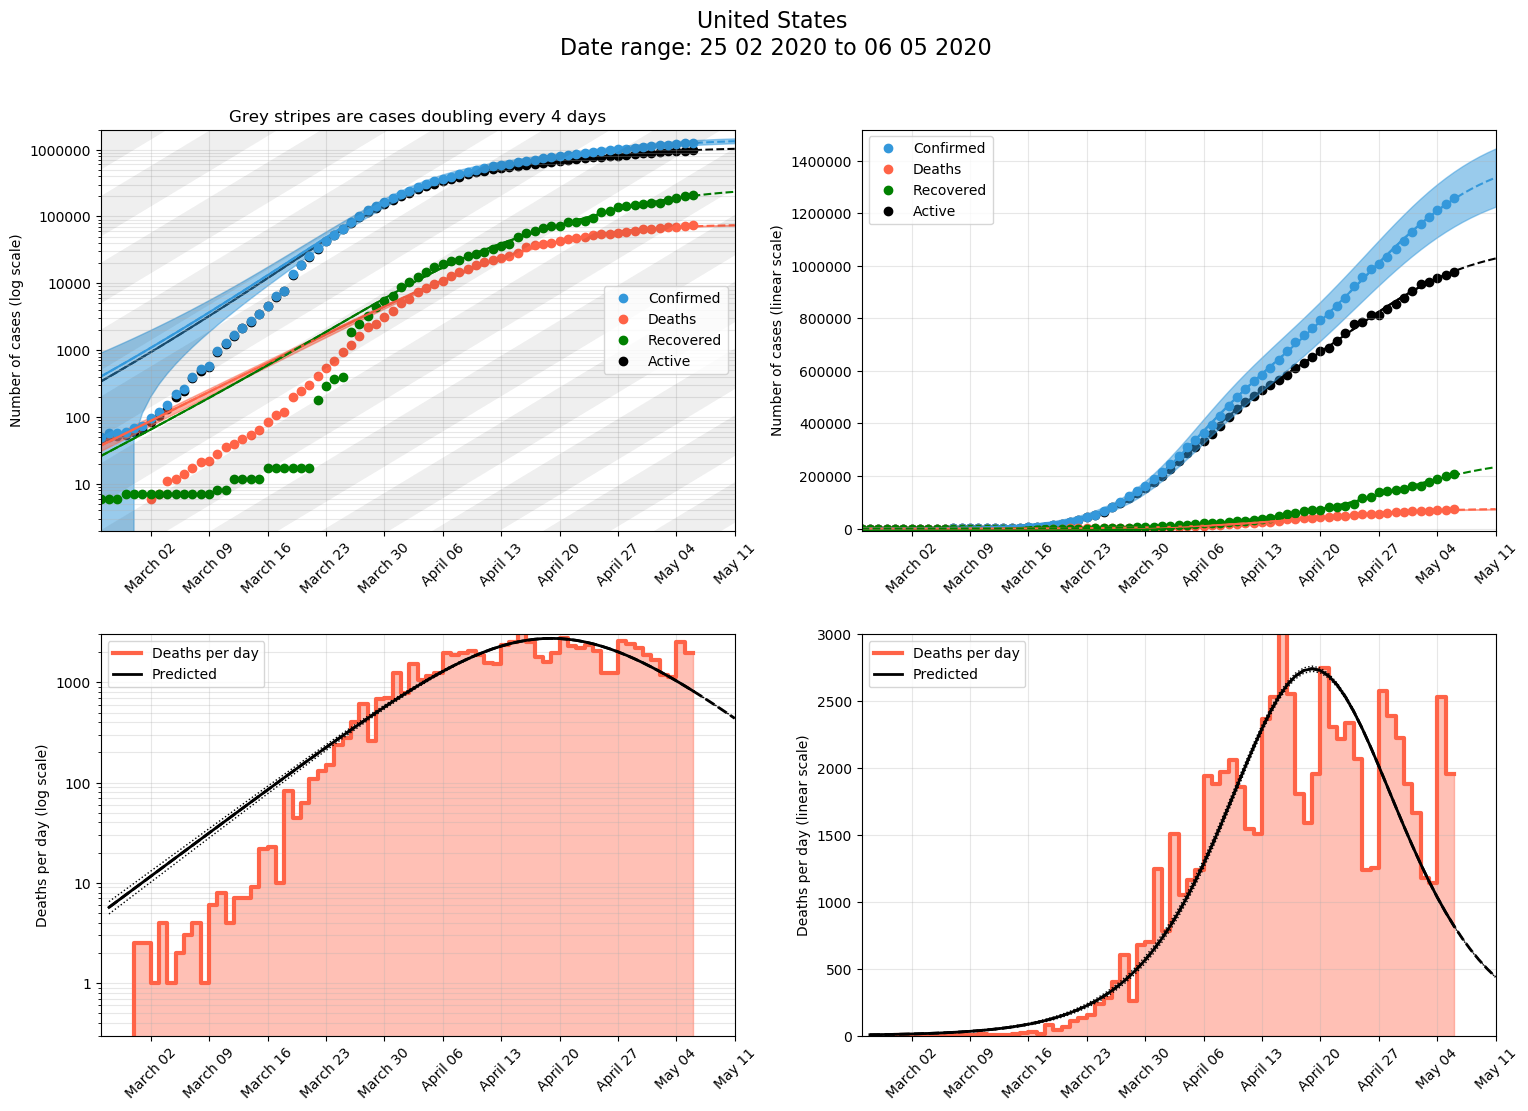 United States
Date range: 25 02 2020 to 06 05 2020
Grey stripes are cases doubling every 4 days
Number of cases (log scale)
1000000
100000
10000
1000
100
10
Confirmed
Deaths
Recovered
Active
March 02
March 09
March 16
March 23
March 30
April 06
April 13
April 20
April 27
May 04
May 11
Number of cases (linear scale)
1400000
1200000
1000000
800000
600000
400000
200000
0
Confirmed
Deaths
Recovered
Active
March 02
March 09
March 16
March 23
March 30
April 06
April 13
April 20
April 27
May 04
May 11
Deaths per day (log scale)
1000
100
10
1
Deaths per day
Predicted
March 02
March 09
March 16
March 23
March 30
April 06
April 13
April 20
April 27
May 04
May 11
Deaths per day (linear scale)
3000
2500
2000
1500
1000
500
0
Deaths per day
Predicted
March 02
March 09
March 16
March 23
March 30
April 06
April 13
April 20
April 27
May 04
May 11